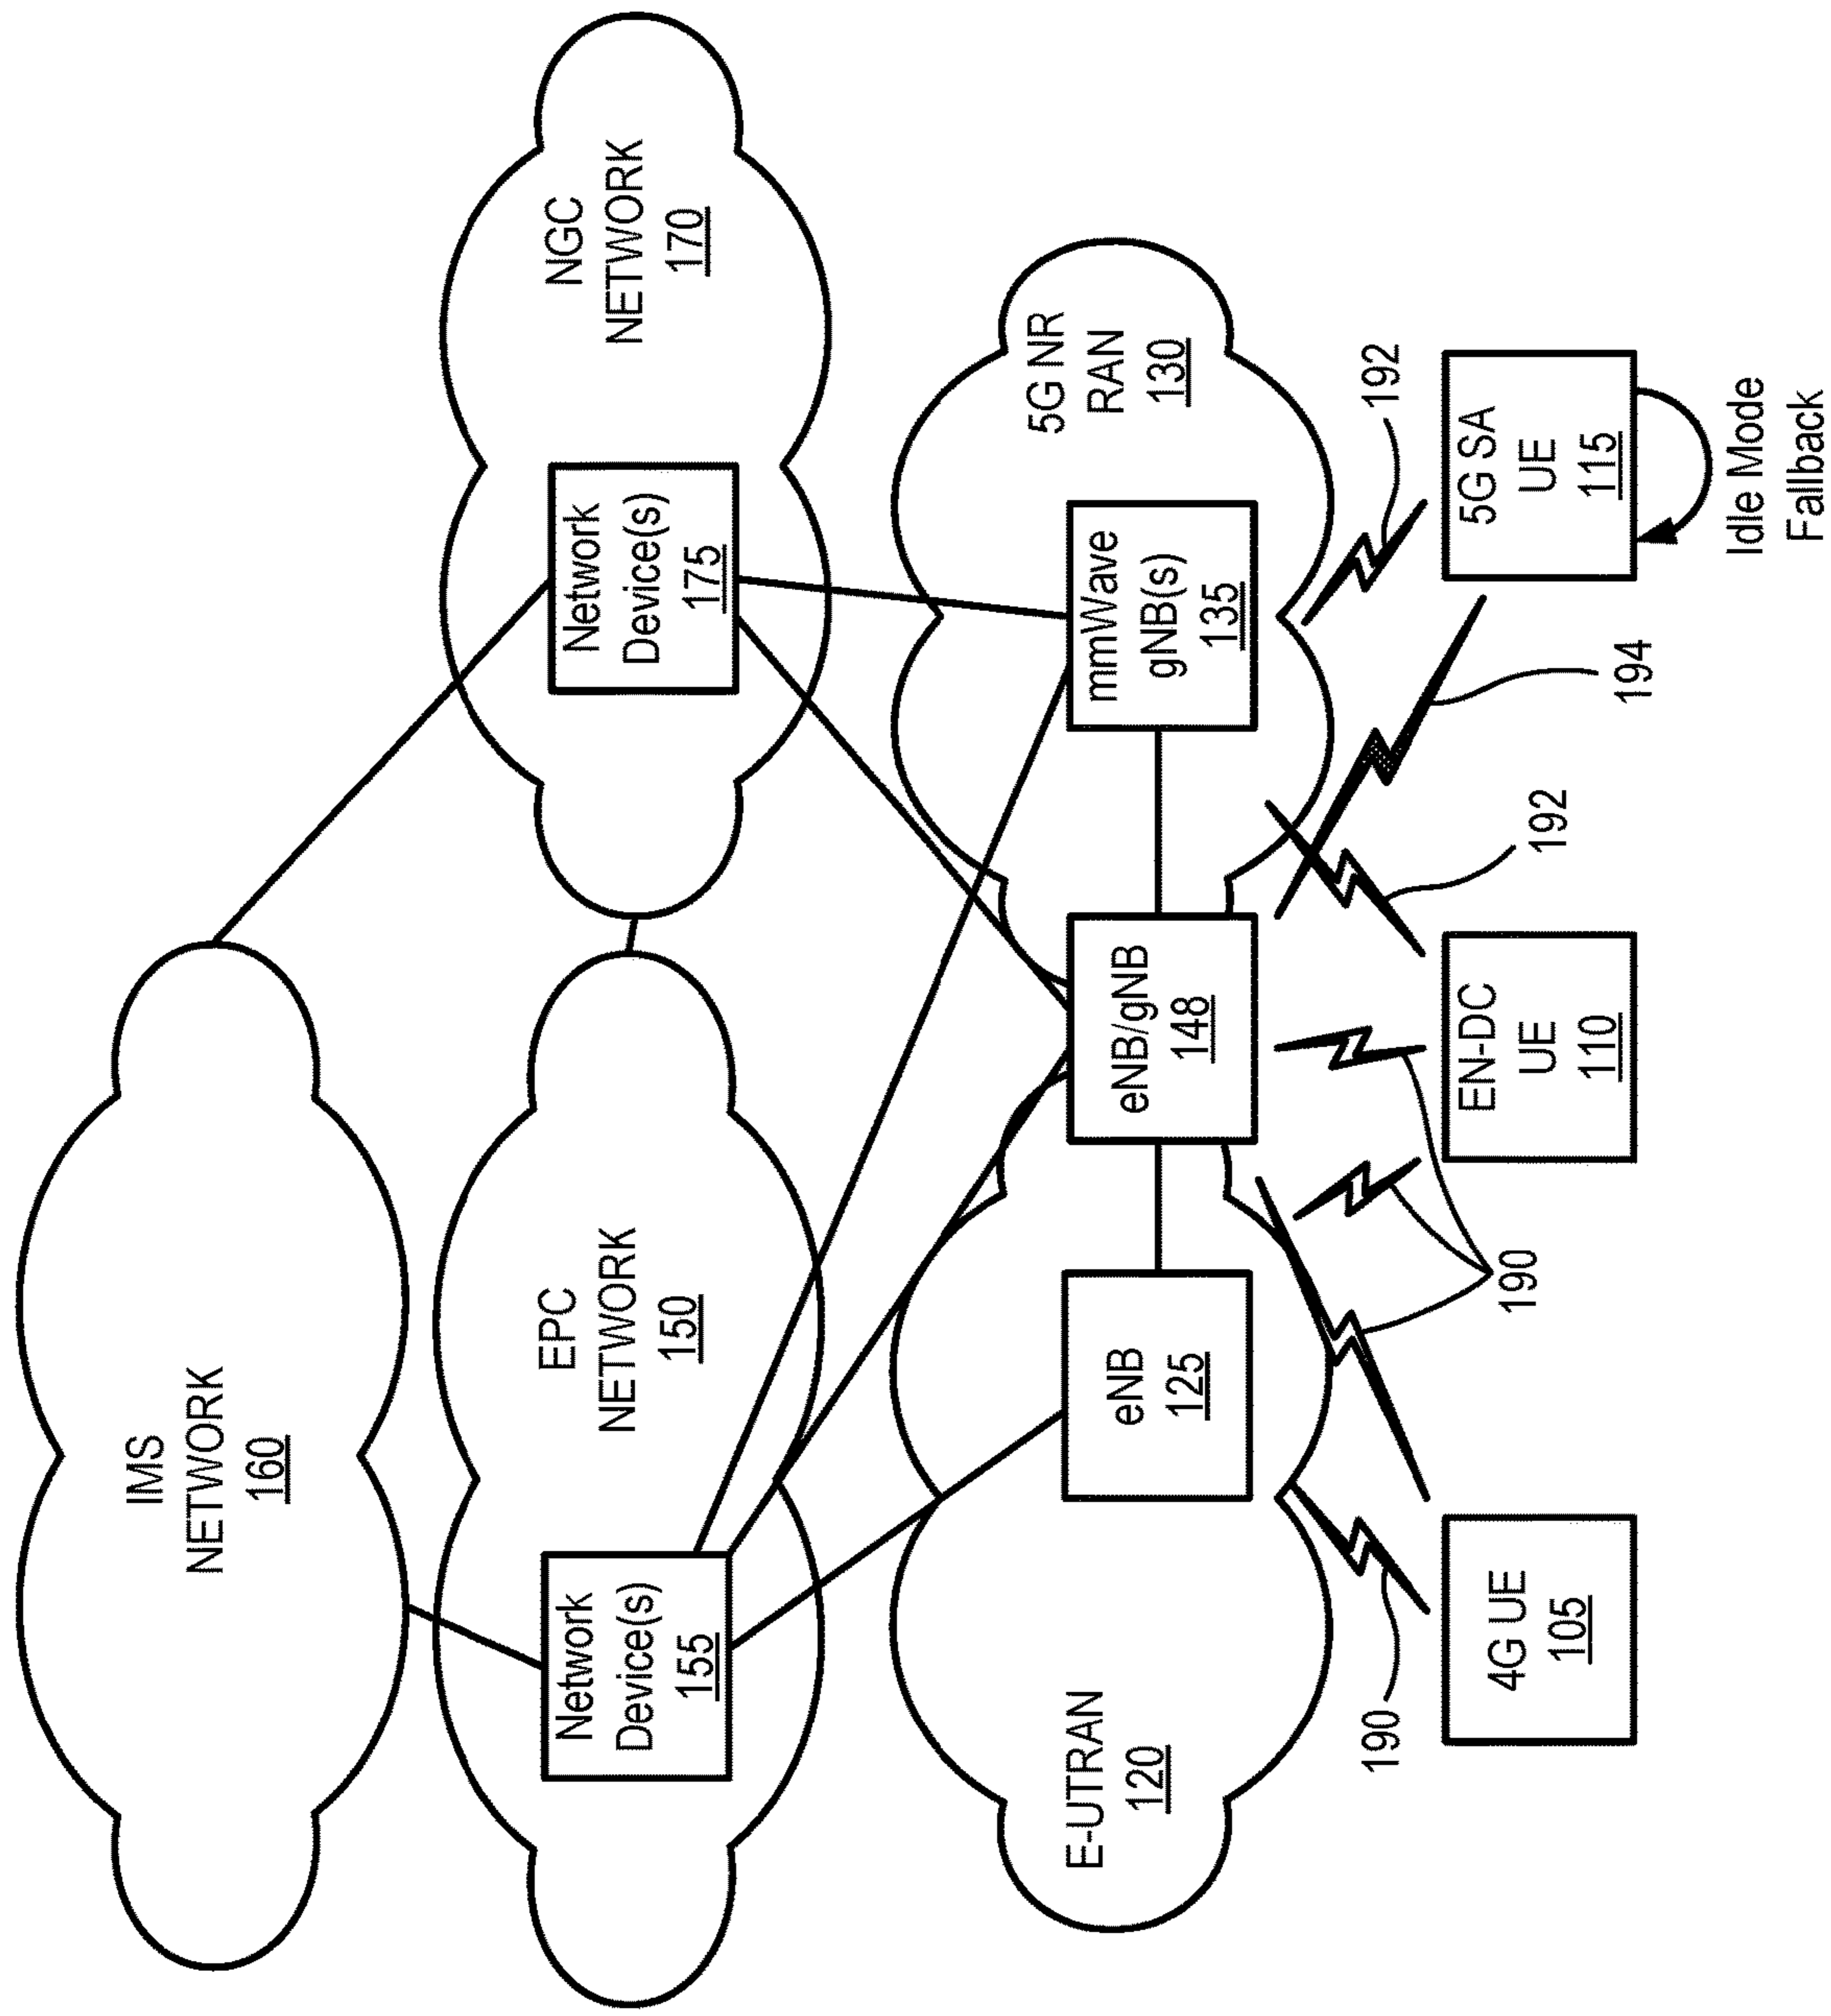 IMS
NETWORK
160
EPC
NETWORK
150
Network
Device(s)
155
NGC
NETWORK
170
Network
Device(s)
175
E-UTRAN
120
eNB
125
eNB/gNB
148
5G NR
RAN
130
mmWave
gNB(s)
135
190
190
192
194
192
4G UE
105
EN-DC
UE
110
5G SA
UE
115
Idle Mode
Fallback